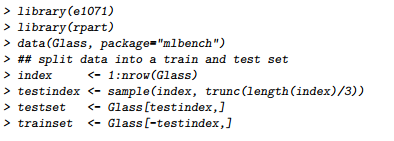 > library(e1071)
> library(rpart)
> data(Glass, package="mlbench")
> ## split data into a train and test set
> index     <- 1:nrow(Glass)
> testindex <- sample(index, trunc(length(index)/3))
> testset   <- Glass[testindex,]
> trainset  <- Glass[-testindex,]